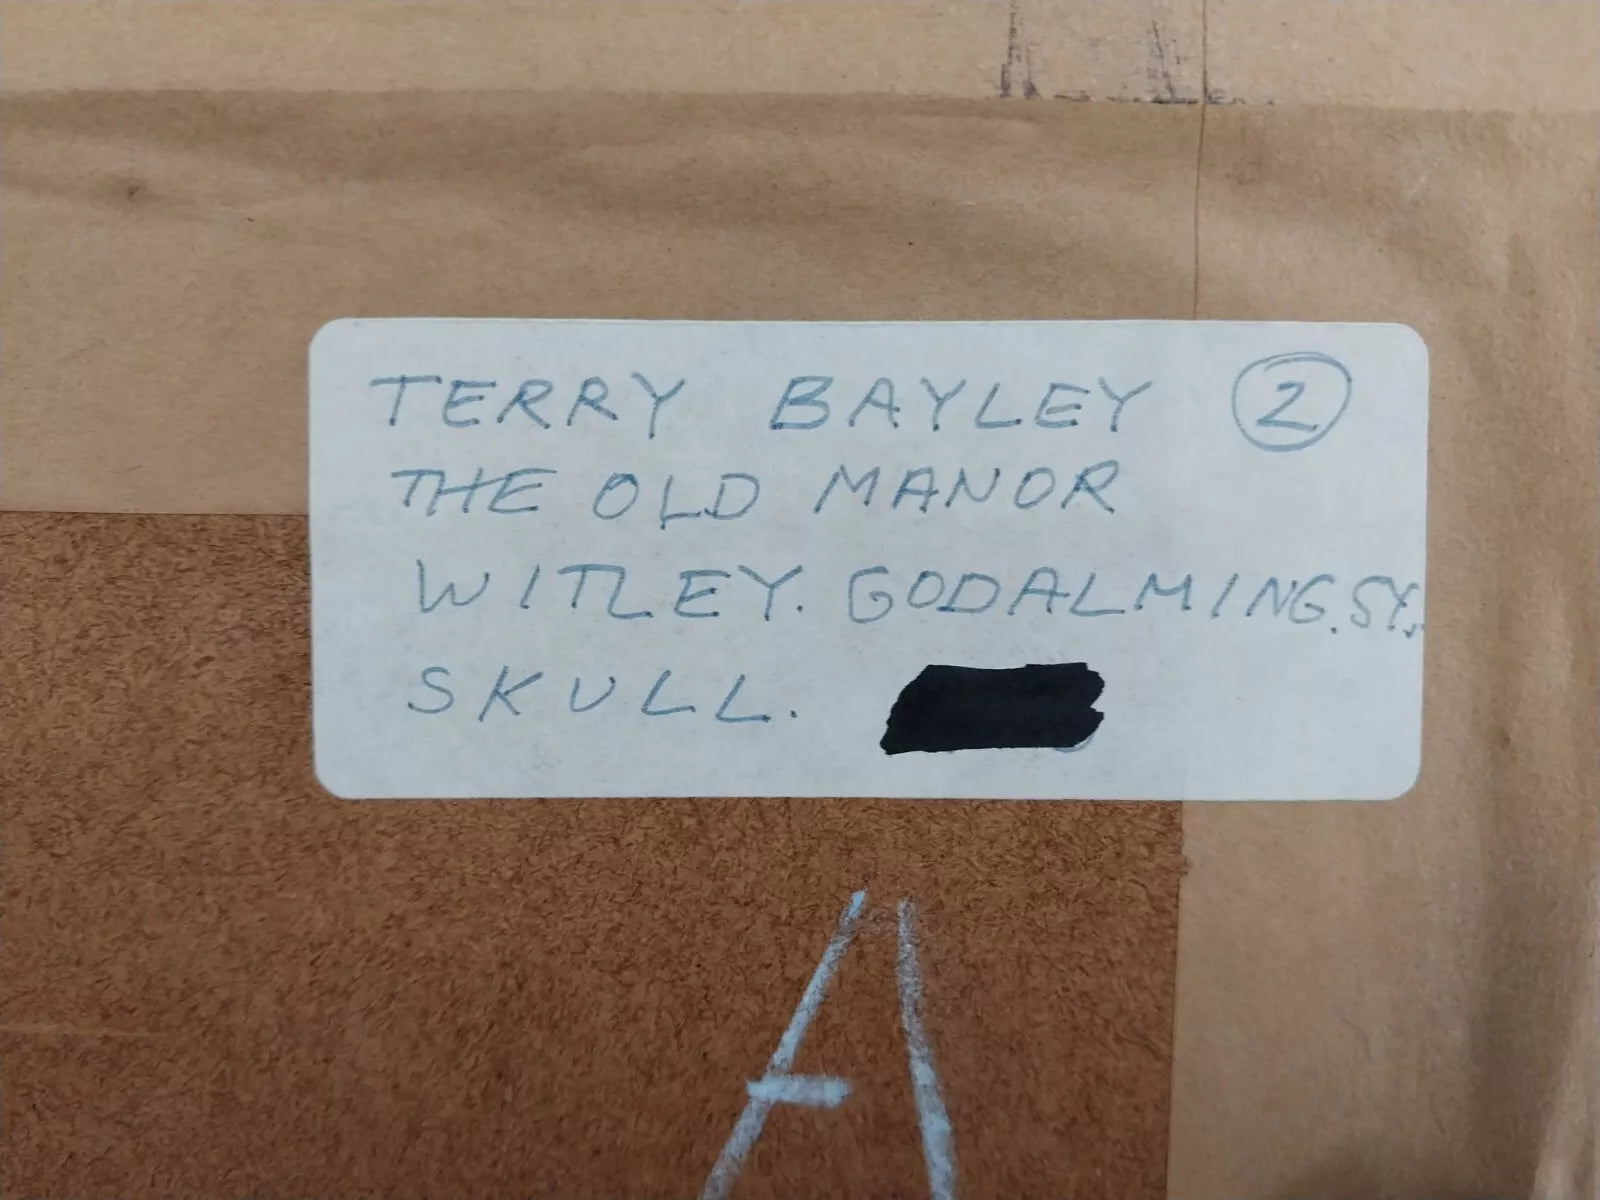 TERRY BAYLEY 2
THE OLD MANOR
WITLEY. GODALMING. SY.
SKULL.
A